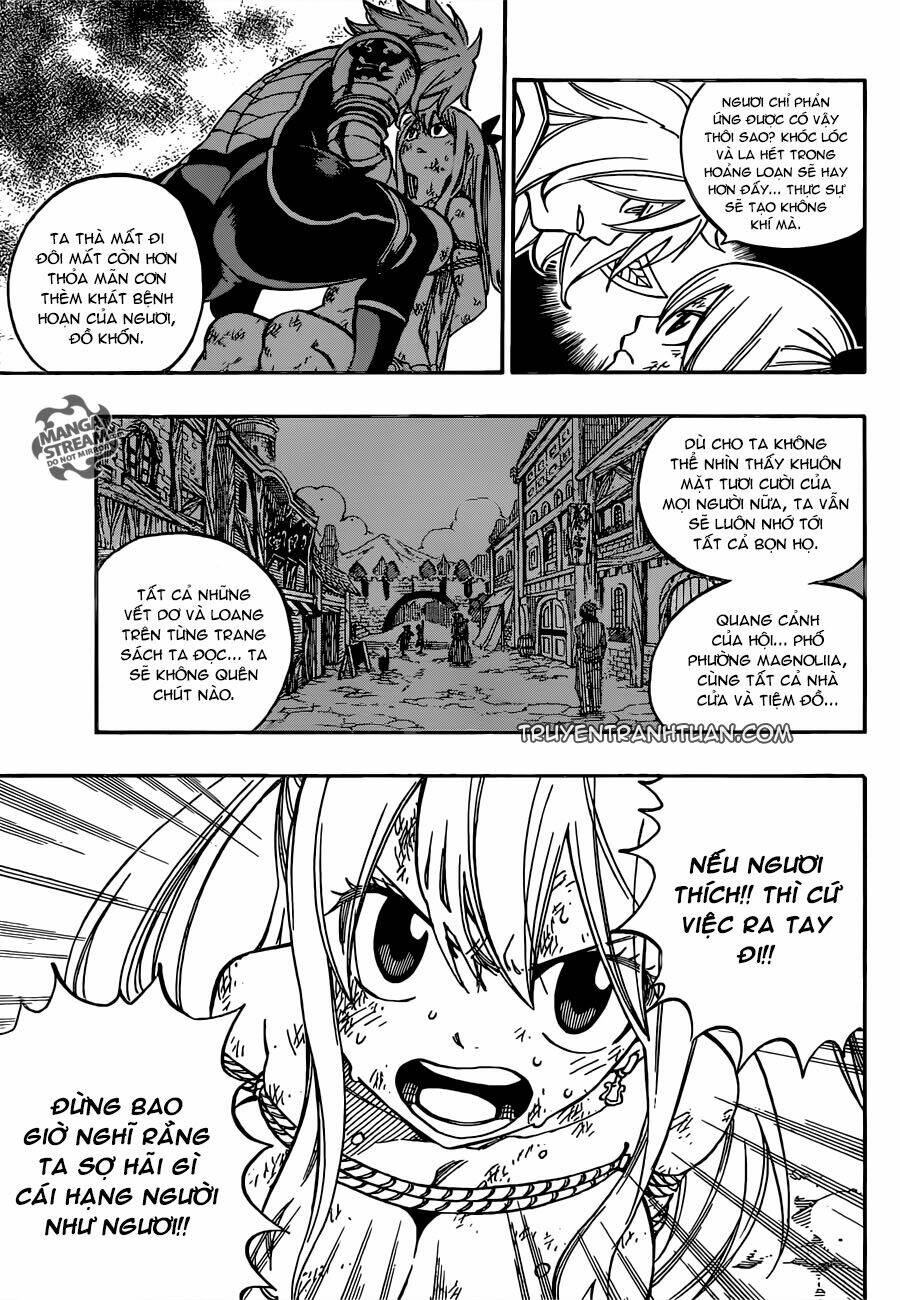 NGƯƠI CHỈ PHẢN
ỨNG ĐƯỢC CÓ VẬY
THÔI SAO? KHÓC LÓC
VÀ LA HÉT TRONG
HOẢNG LOẠN SẼ HAY
HƠN ĐẤY... THỰC SỰ
SẼ TẠO KHÔNG
KHÍ MÀ.
TA THÀ MẤT ĐI
ĐÔI MẮT CÒN HƠN
THỎA MÃN CƠN
THÈM KHÁT BỆNH
HOẠN CỦA NGƯƠI,
ĐỒ KHỐN.
MANGA
STREAM
DO NOT MIRROR
DÙ CHO TA KHÔNG
THỂ NHÌN THẤY KHUÔN
MẶT TƯƠI CƯỜI CỦA
MỌI NGƯỜI NỮA, TA VẪN
SẼ LUÔN NHỚ TỚI
TẤT CẢ BỌN HỌ.
QUANG CẢNH
CỦA HỘI... PHỐ
PHƯỜNG MAGNOLIIA,
CÙNG TẤT CẢ NHÀ
CỬA VÀ TIỆM ĐỒ...
TẤT CẢ NHỮNG
VẾT DƠ VÀ LOANG
TRÊN TỪNG TRANG
SÁCH TA ĐỌC... TA
SẼ KHÔNG QUÊN
CHÚT NÀO.
TRUYENTRANHTUAN.COM
NẾU NGƯƠI
THÍCH!! THÌ CỨ
VIỆC RA TAY
ĐI!!
ĐỪNG BAO
GIỜ NGHĨ RẰNG
TA SỢ HÃI GÌ
CÁI HẠNG NGƯỜI
NHƯ NGƯƠI!!